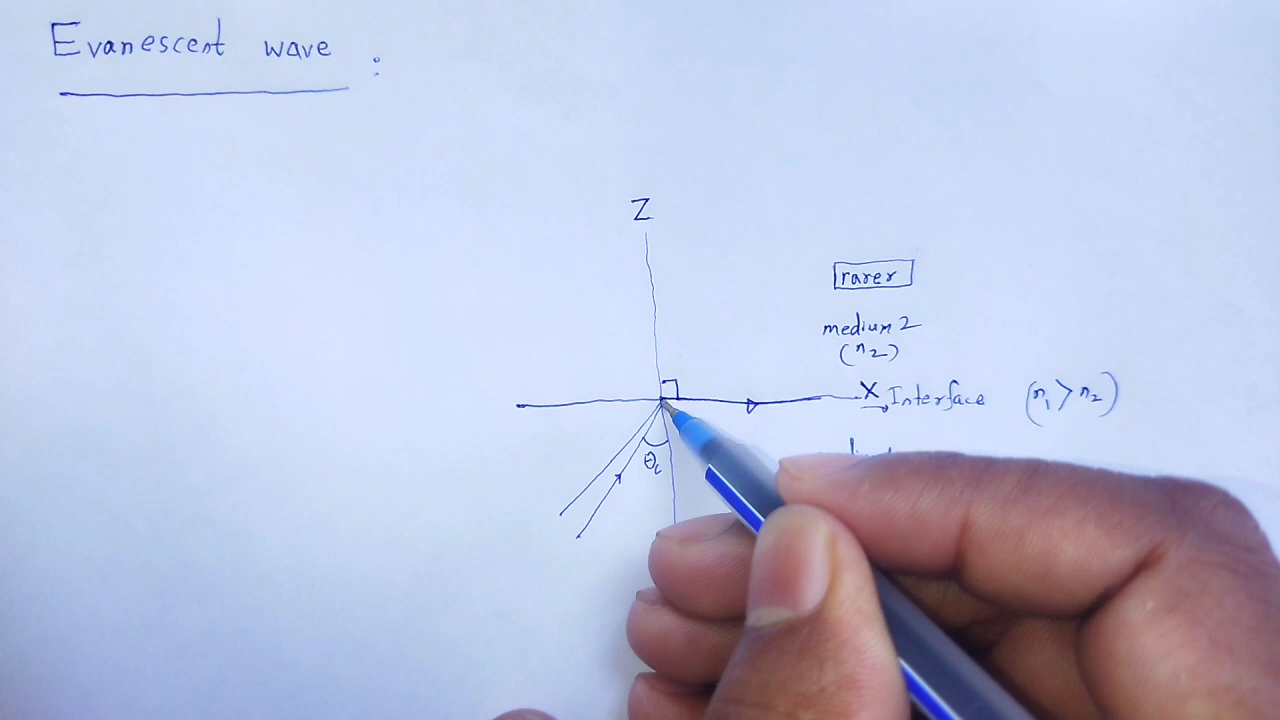 Evanescent wave :
Z
rarer
medium 2
(n2)
X Interface (n1 > n2)
θc